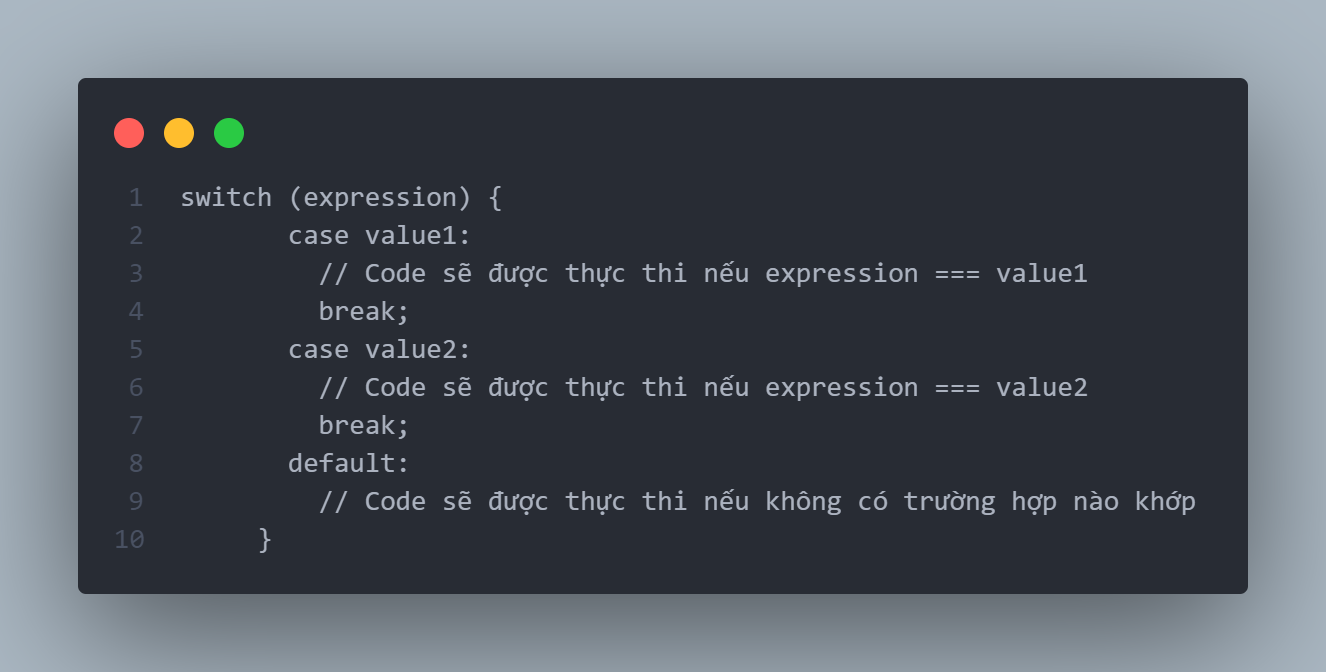 1 switch (expression) {
2 case value1:
3 // Code sẽ được thực thi nếu expression === value1
4 break;
5 case value2:
6 // Code sẽ được thực thi nếu expression === value2
7 break;
8 default:
9 // Code sẽ được thực thi nếu không có trường hợp nào khớp
10 }